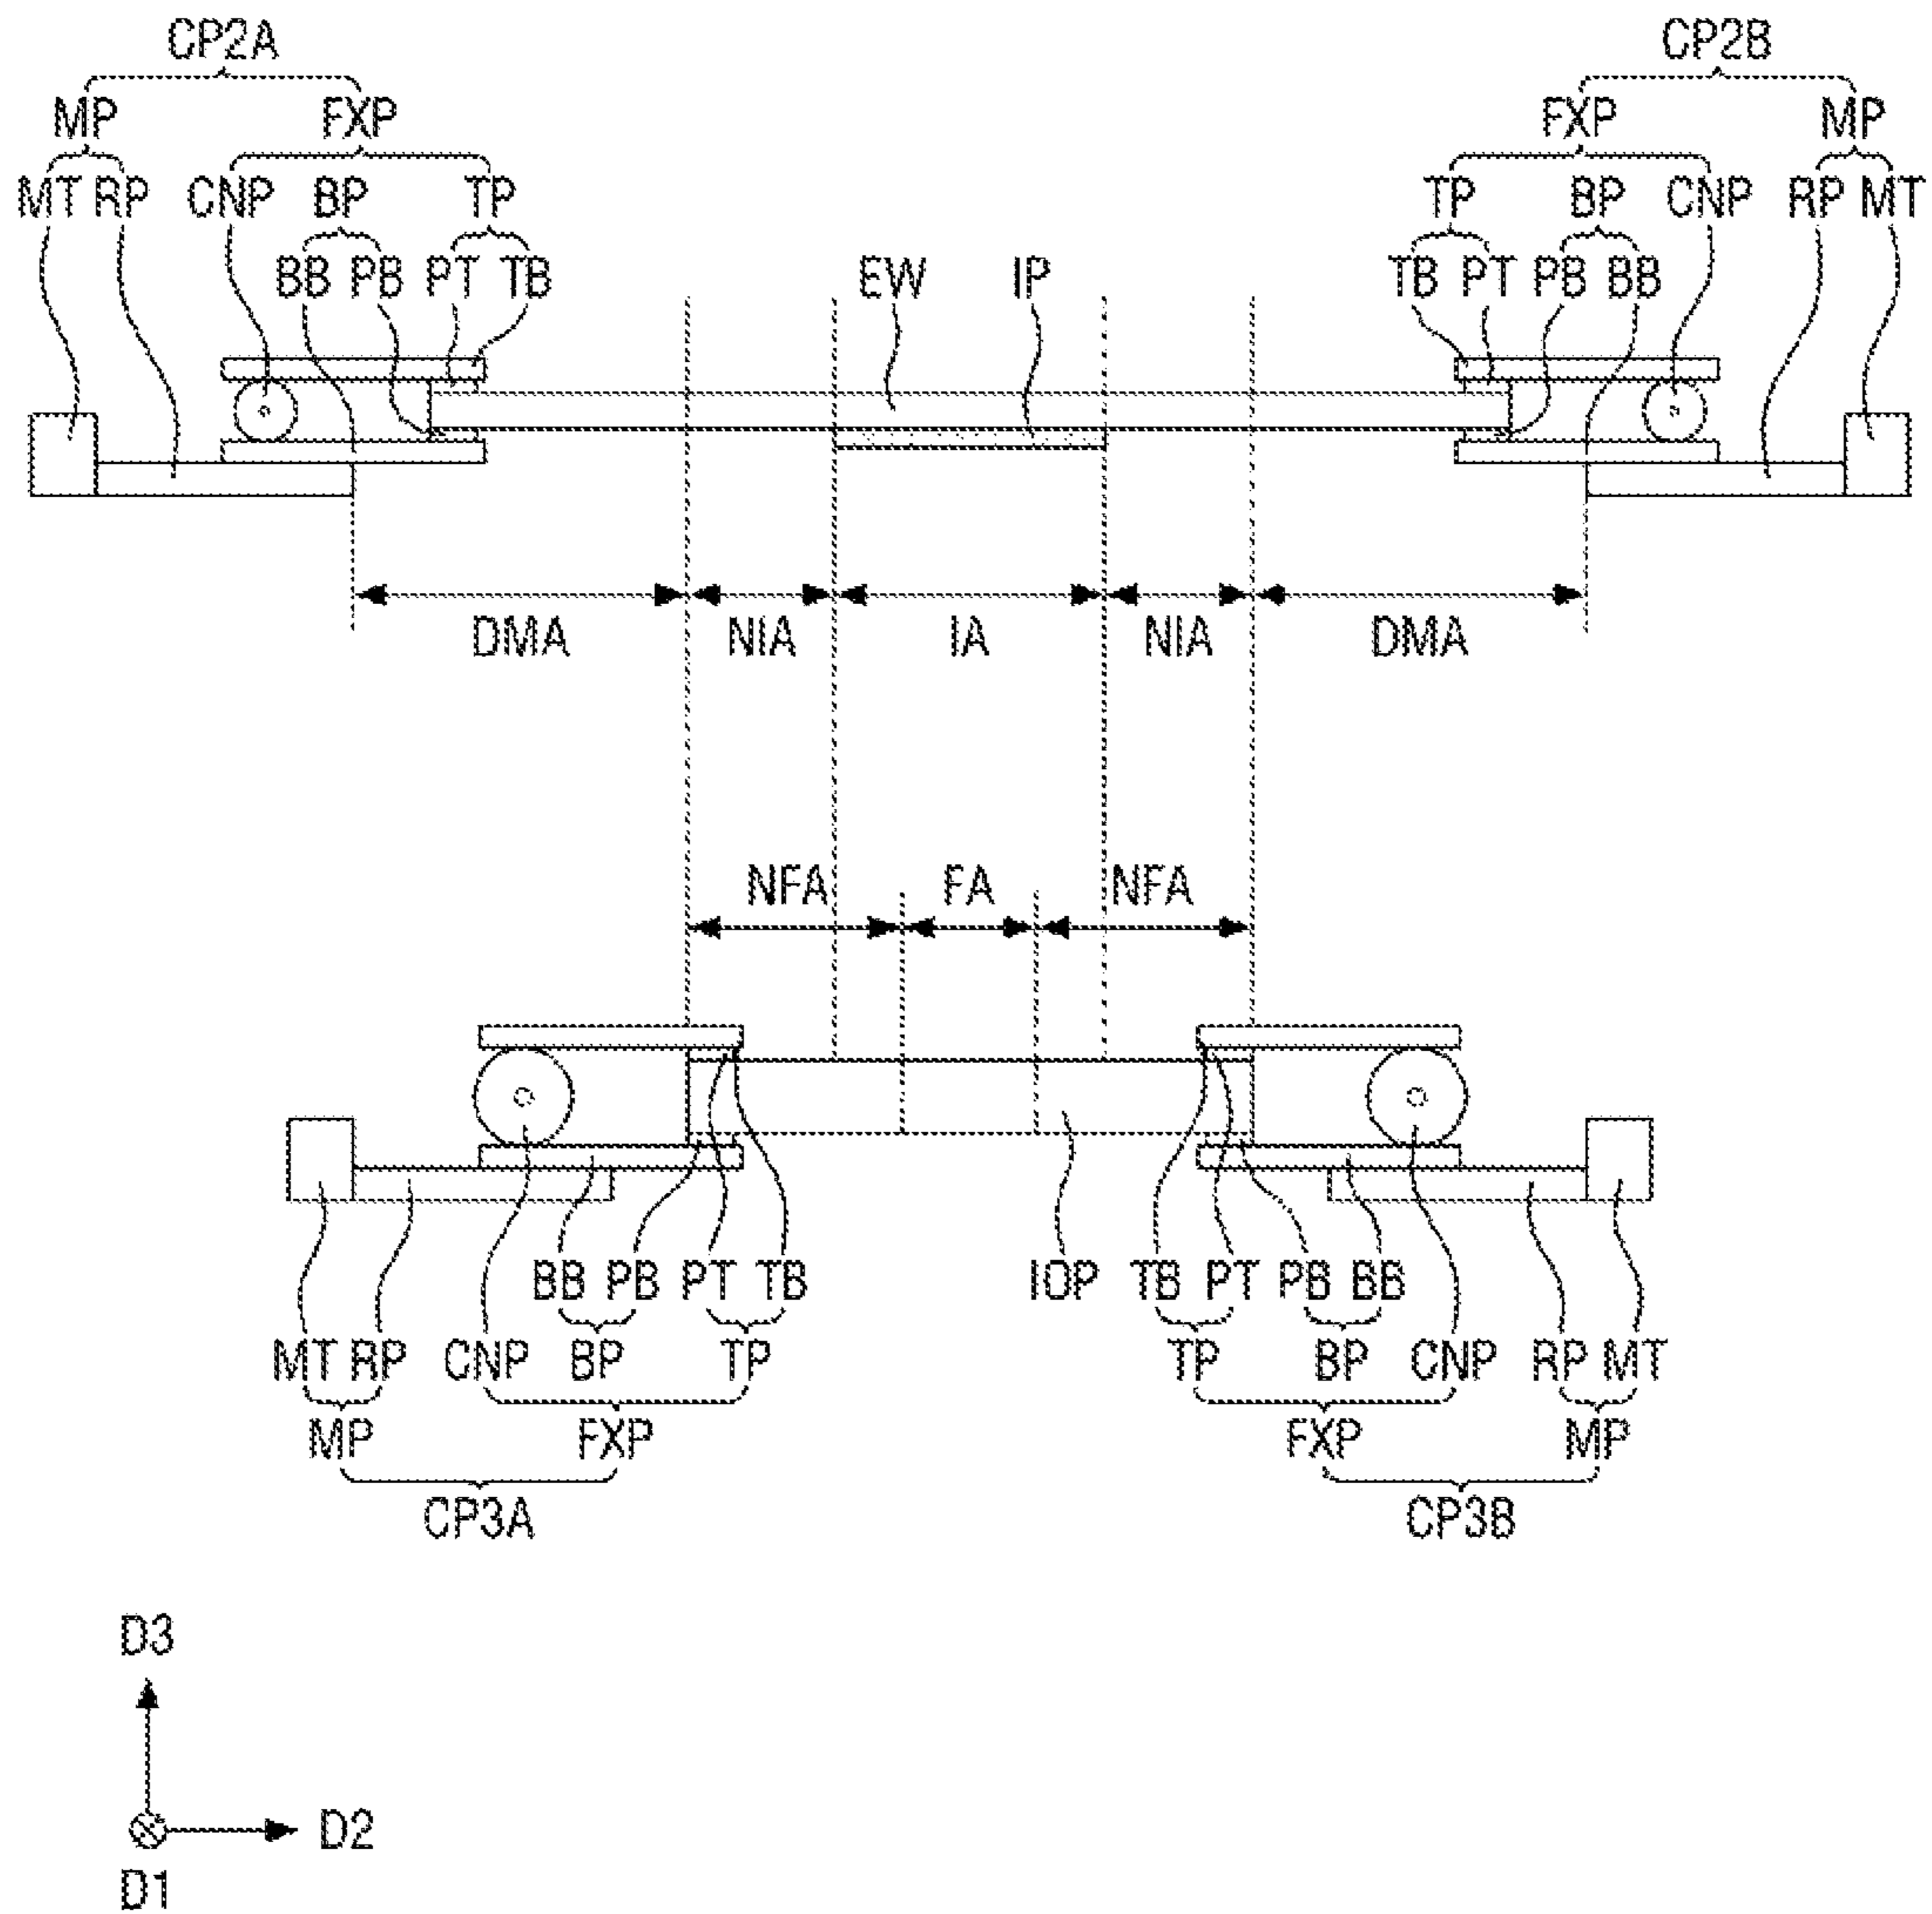 CP2A CP2B
MP FXP FXP MP
MT RP CNP BP TP TP BP CNP RP MT
BB PB PT TB EW IP TB PT PB BB
DMA NIA IA NIA DMA
NFA FA NFA
BB PB PT TB IOP TB PT PB BB
MT RP CNP BP TP TP BP CNP RP MT
MP FXP FXP MP
CP3A CP3B
D3
D2
D1